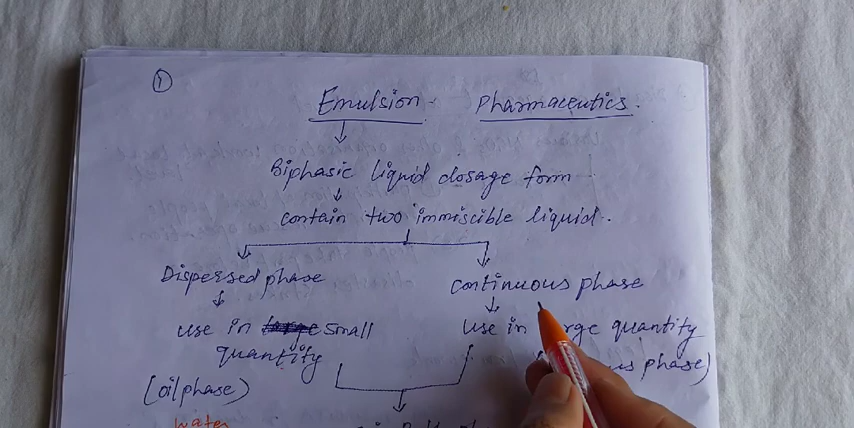 ①
Emulsion. Pharmaceutics.
Biphasic liquid dosage form
contain two immiscible liquid.
Dispersed phase continuous phase
use in small use in quantity
quantity phase)
(oil phase)
water